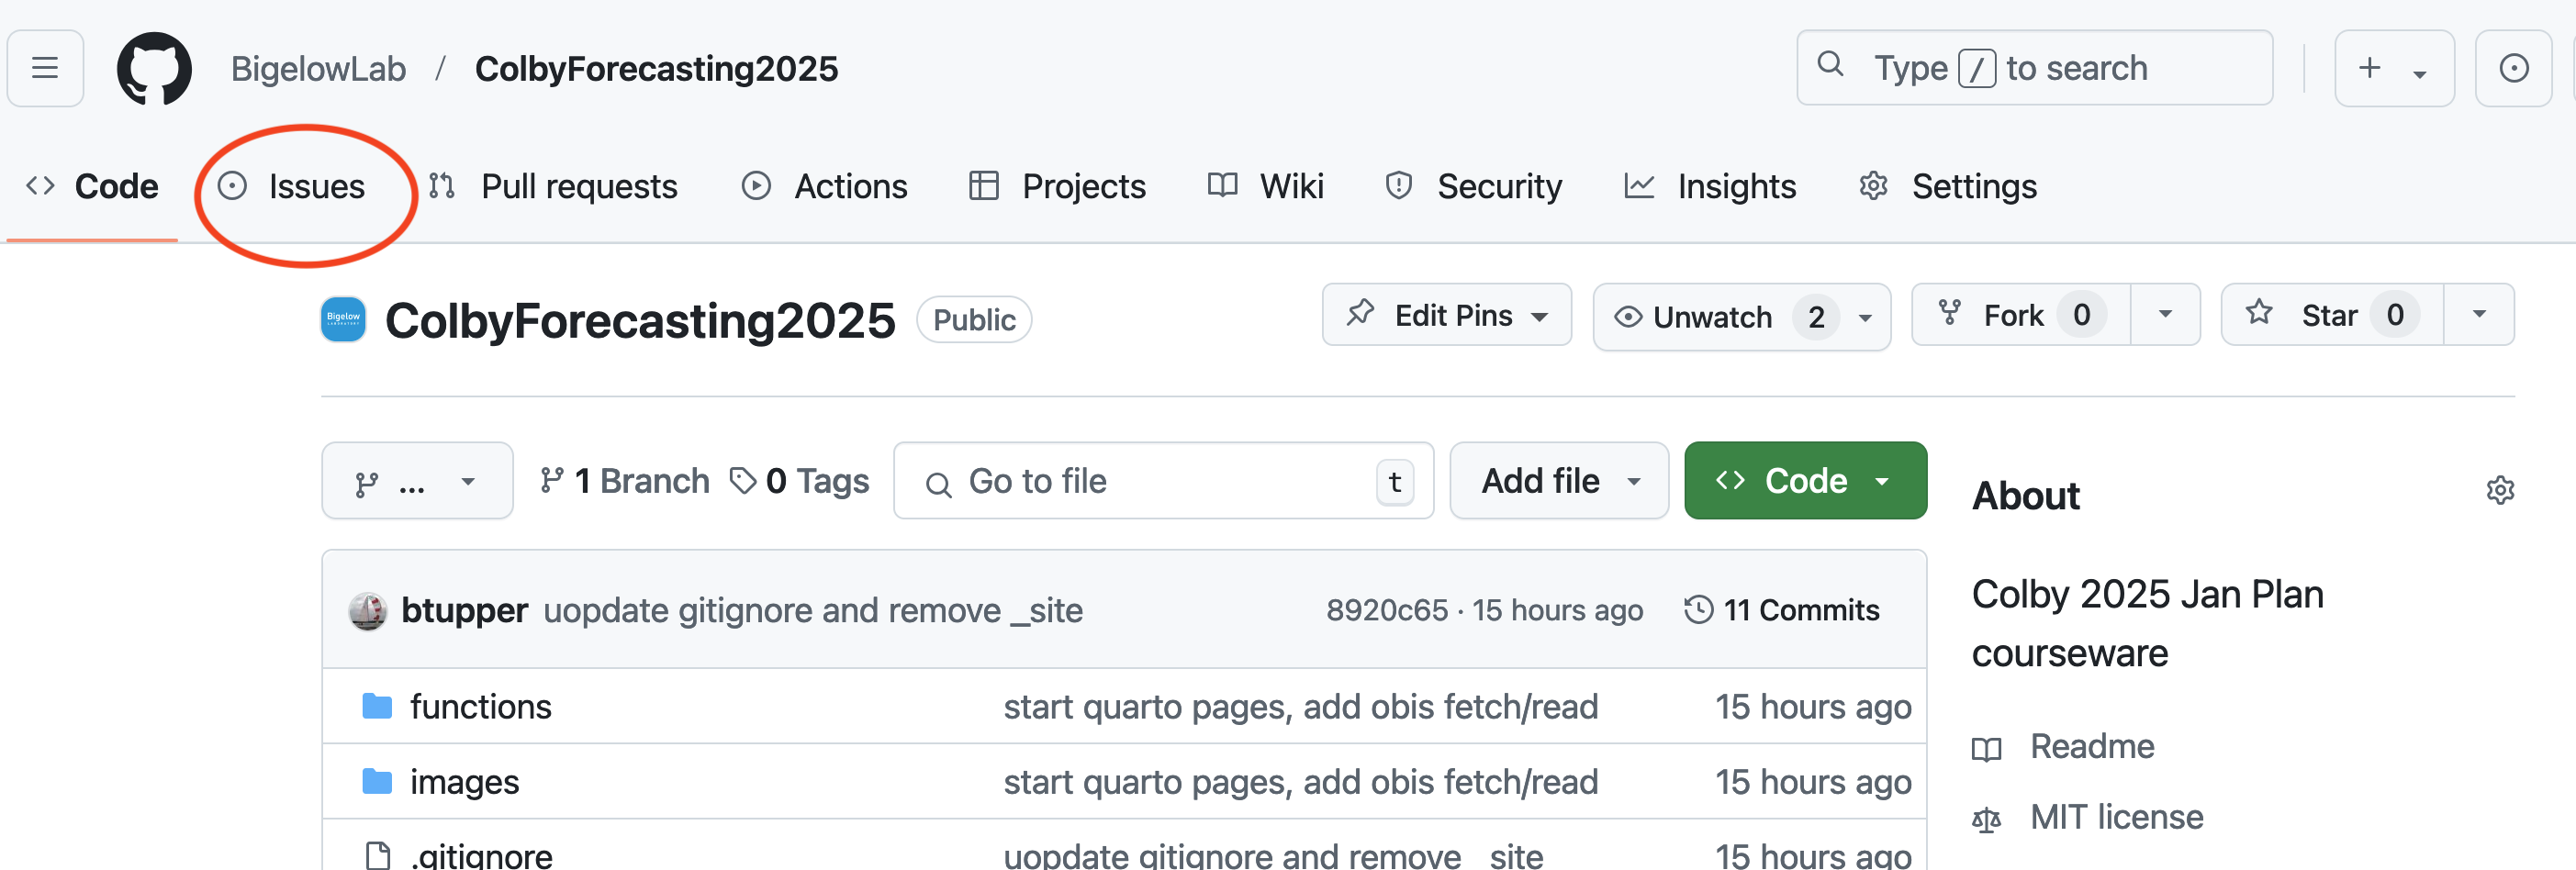 BigelowLab / ColbyForecasting2025 Type / to search
Code Issues Pull requests Actions Projects Wiki Security Insights Settings
Bigelow
LABORATORY
ColbyForecasting2025 Public Edit Pins Unwatch 2 Fork 0 Star 0
... 1 Branch 0 Tags Go to file t Add file Code
About
btupper uopdate gitignore and remove _site 8920c65 · 15 hours ago 11 Commits
Colby 2025 Jan Plan
courseware
functions start quarto pages, add obis fetch/read 15 hours ago
Readme
images start quarto pages, add obis fetch/read 15 hours ago
MIT license
.gitignore uopdate gitignore and remove _site 15 hours ago